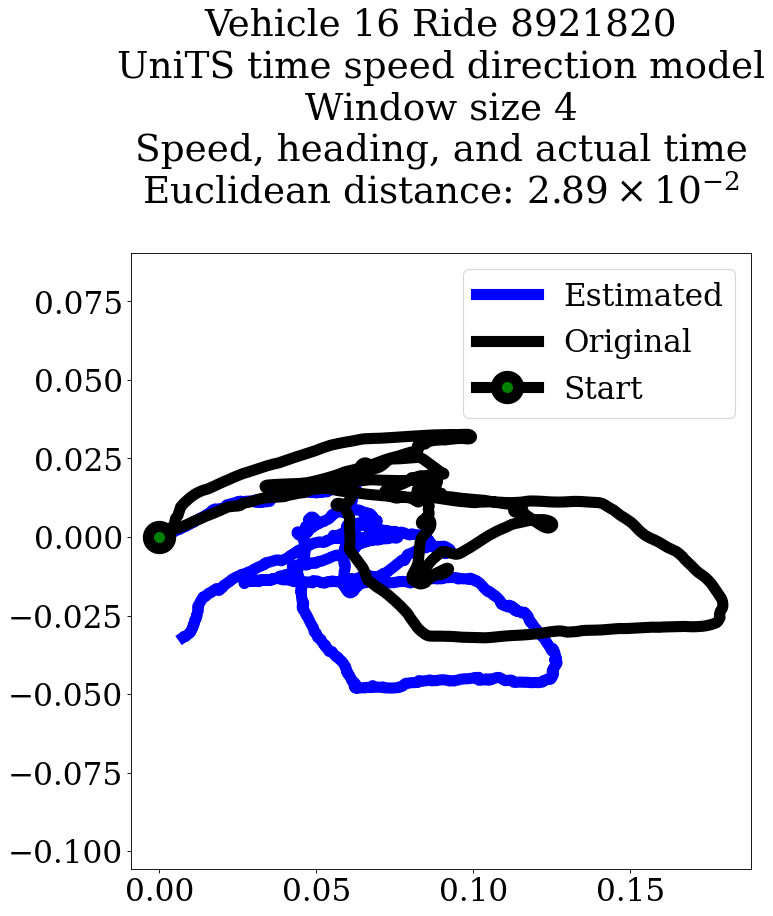 Vehicle 16 Ride 8921820
UniTS time speed direction model
Window size 4
Speed, heading, and actual time
Euclidean distance: 2.89 × 10⁻²
Estimated
Original
Start
0.075
0.050
0.025
0.000
−0.025
−0.050
−0.075
−0.100
0.00 0.05 0.10 0.15